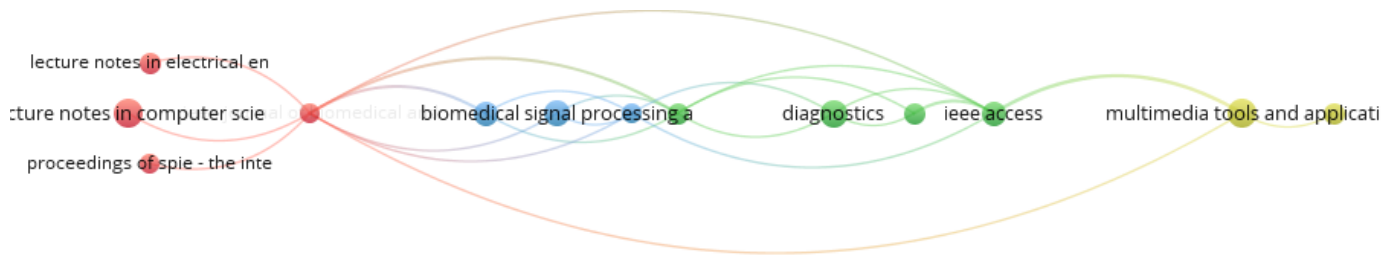 lecture notes in electrical en
cture notes in computer scie
biomedical signal processing a
diagnostics
ieee access
multimedia tools and applicati
proceedings of spie - the inte